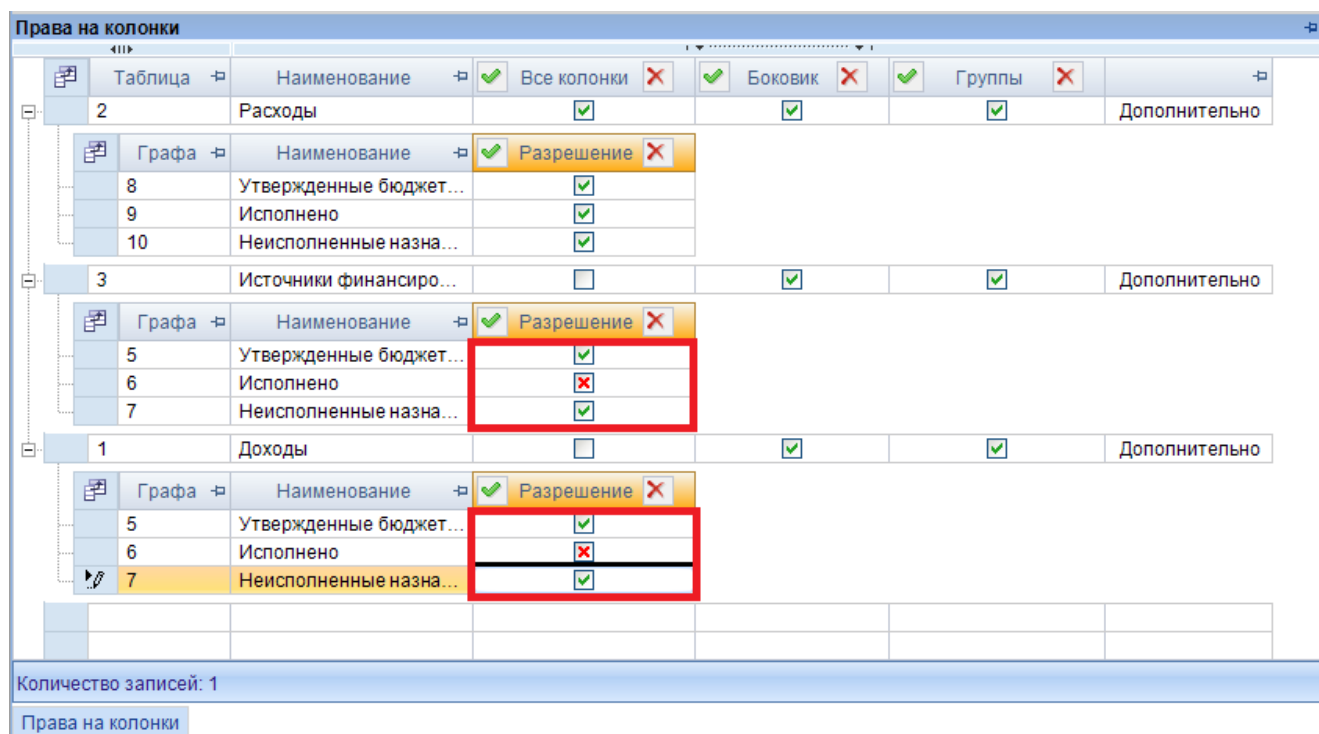 Права на колонки
Таблица Наименование Все колонки Боковик Группы
2 Расходы Дополнительно
Графа Наименование Разрешение
8 Утвержденные бюджет...
9 Исполнено
10 Неисполненные назна...
3 Источники финансиро... Дополнительно
Графа Наименование Разрешение
5 Утвержденные бюджет...
6 Исполнено
7 Неисполненные назна...
1 Доходы Дополнительно
Графа Наименование Разрешение
5 Утвержденные бюджет...
6 Исполнено
7 Неисполненные назна...
Количество записей: 1
Права на колонки